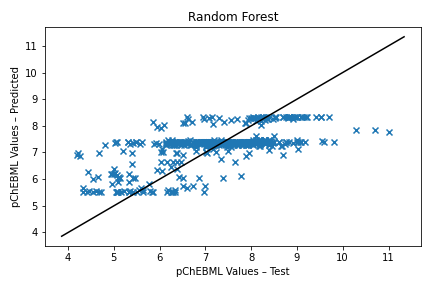 Random Forest
pChEBML Values – Predicted
11
10
9
8
7
6
5
4
4 5 6 7 8 9 10 11
pChEBML Values – Test